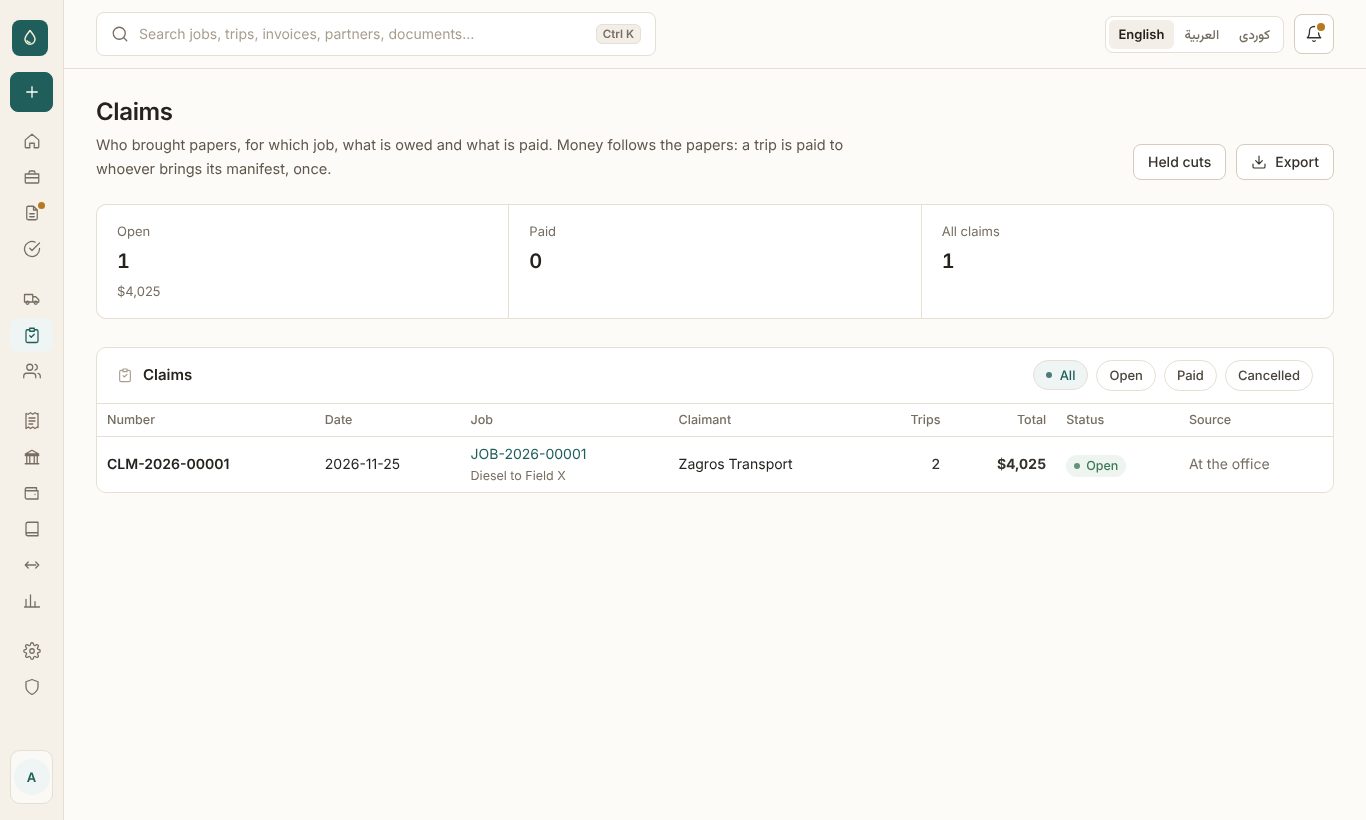 Search jobs, trips, invoices, partners, documents...
Ctrl K
English
العربية
كوردی
Claims
Who brought papers, for which job, what is owed and what is paid. Money follows the papers: a trip is paid to
whoever brings its manifest, once.
Held cuts
Export
Open
1
$4,025
Paid
0
All claims
1
Claims
All
Open
Paid
Cancelled
Number Date Job Claimant Trips Total Status Source
CLM-2026-00001 2026-11-25 JOB-2026-00001 Zagros Transport 2 $4,025 Open At the office
Diesel to Field X
A